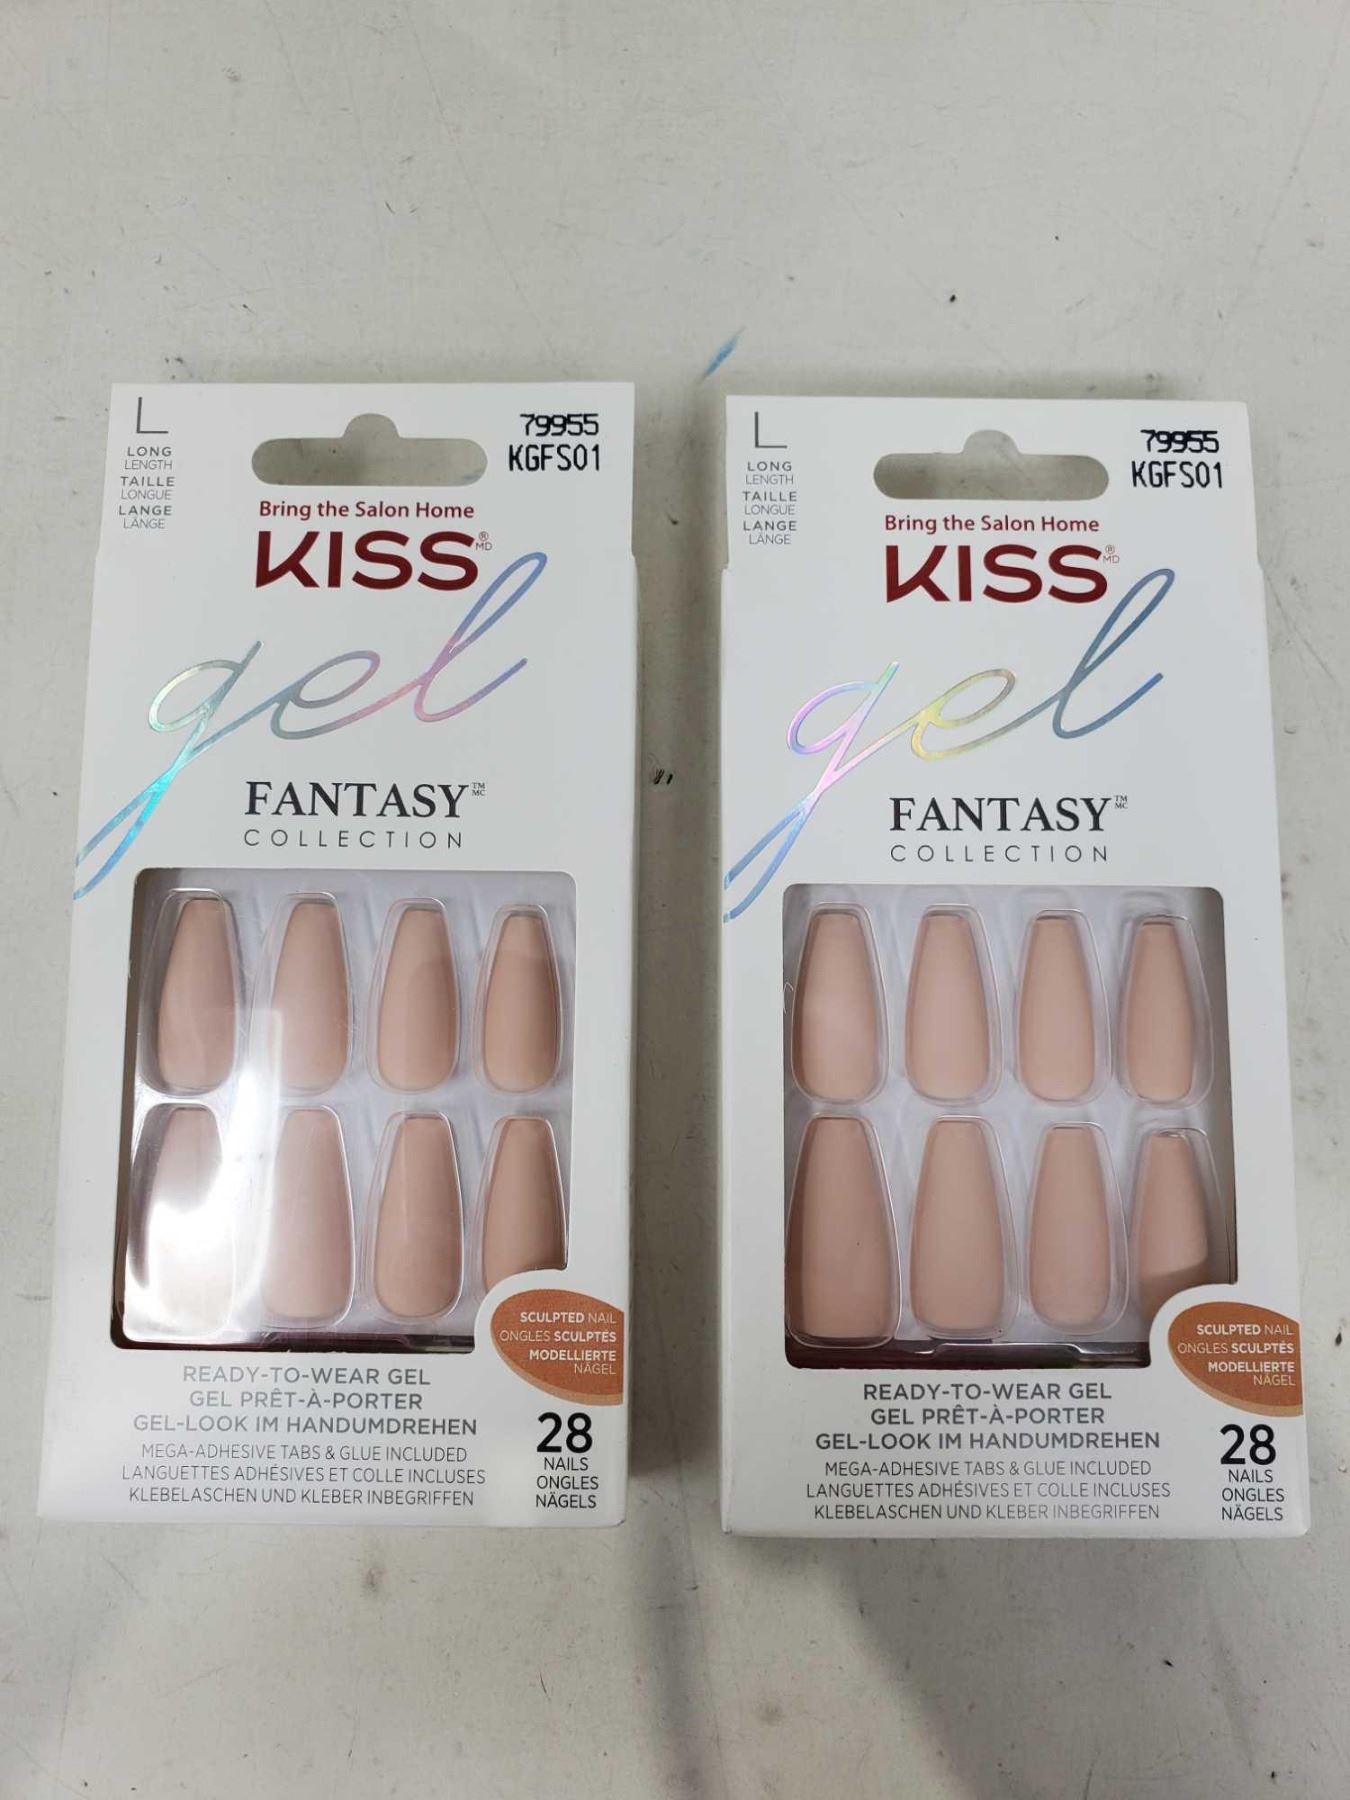 L
LONG
LENGTH
TAILLE
LONGUE
LANGE
LÄNGE
79955
KGFS01
Bring the Salon Home
KISS®MD
gel
FANTASY™MC
COLLECTION
SCULPTED NAIL
ONGLES SCULPTÉS
MODELLIERTE
NÄGEL
READY-TO-WEAR GEL
GEL PRÊT-À-PORTER
GEL-LOOK IM HANDUMDREHEN
MEGA-ADHESIVE TABS & GLUE INCLUDED
LANGUETTES ADHÉSIVES ET COLLE INCLUSES
KLEBELASCHEN UND KLEBER INBEGRIFFEN
28
NAILS
ONGLES
NÄGELS
L
LONG
LENGTH
TAILLE
LONGUE
LANGE
LÄNGE
79955
KGFS01
Bring the Salon Home
KISS®MD
gel
FANTASY™MC
COLLECTION
SCULPTED NAIL
ONGLES SCULPTÉS
MODELLIERTE
NÄGEL
READY-TO-WEAR GEL
GEL PRÊT-À-PORTER
GEL-LOOK IM HANDUMDREHEN
MEGA-ADHESIVE TABS & GLUE INCLUDED
LANGUETTES ADHÉSIVES ET COLLE INCLUSES
KLEBELASCHEN UND KLEBER INBEGRIFFEN
28
NAILS
ONGLES
NÄGELS